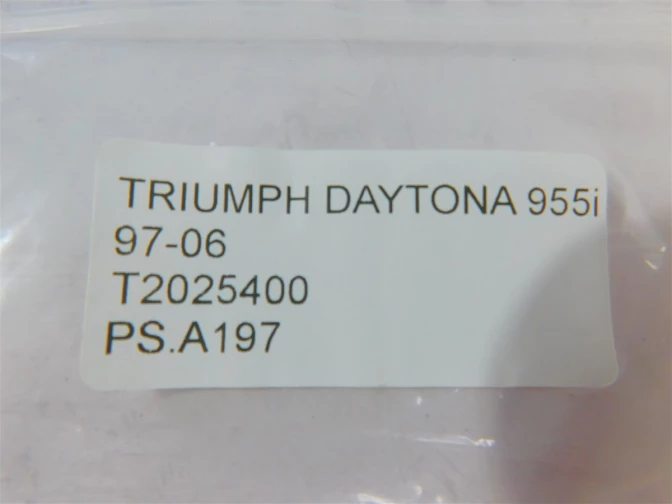 TRIUMPH DAYTONA 955i
97-06
T2025400
PS.A197